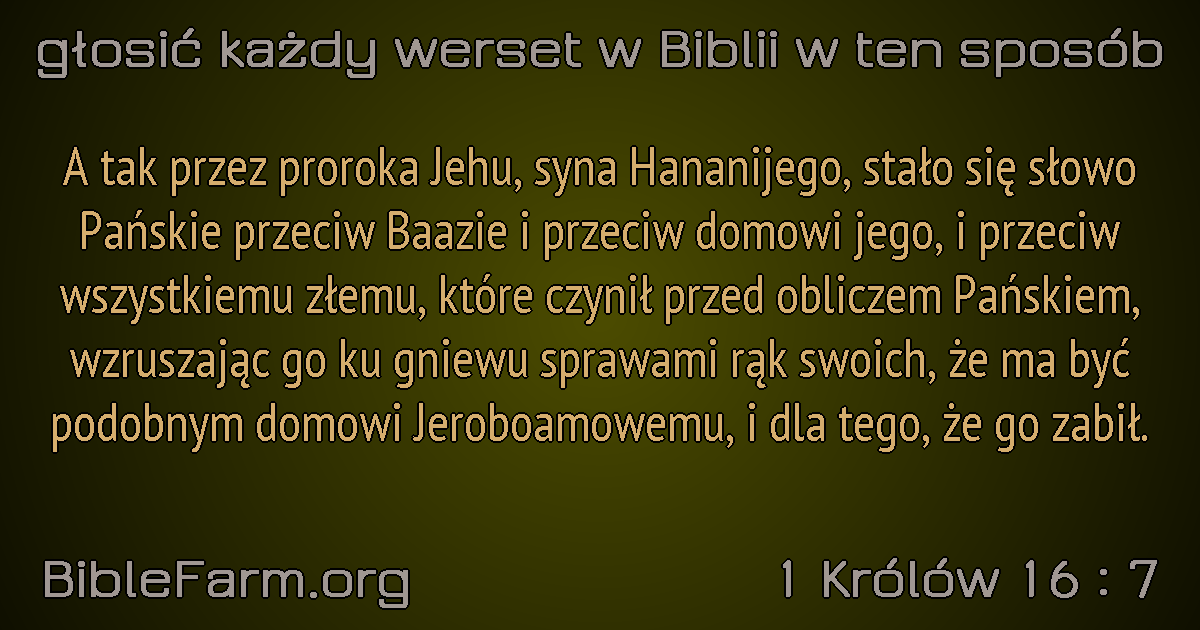 głosić każdy werset w Biblii w ten sposób
A tak przez proroka Jehu, syna Hananijego, stało się słowo
Pańskie przeciw Baazie i przeciw domowi jego, i przeciw
wszystkiemu złemu, które czynił przed obliczem Pańskiem,
wzruszając go ku gniewu sprawami rąk swoich, że ma być
podobnym domowi Jeroboamowemu, i dla tego, że go zabił.
BibleFarm.org
1 Królów 16 : 7